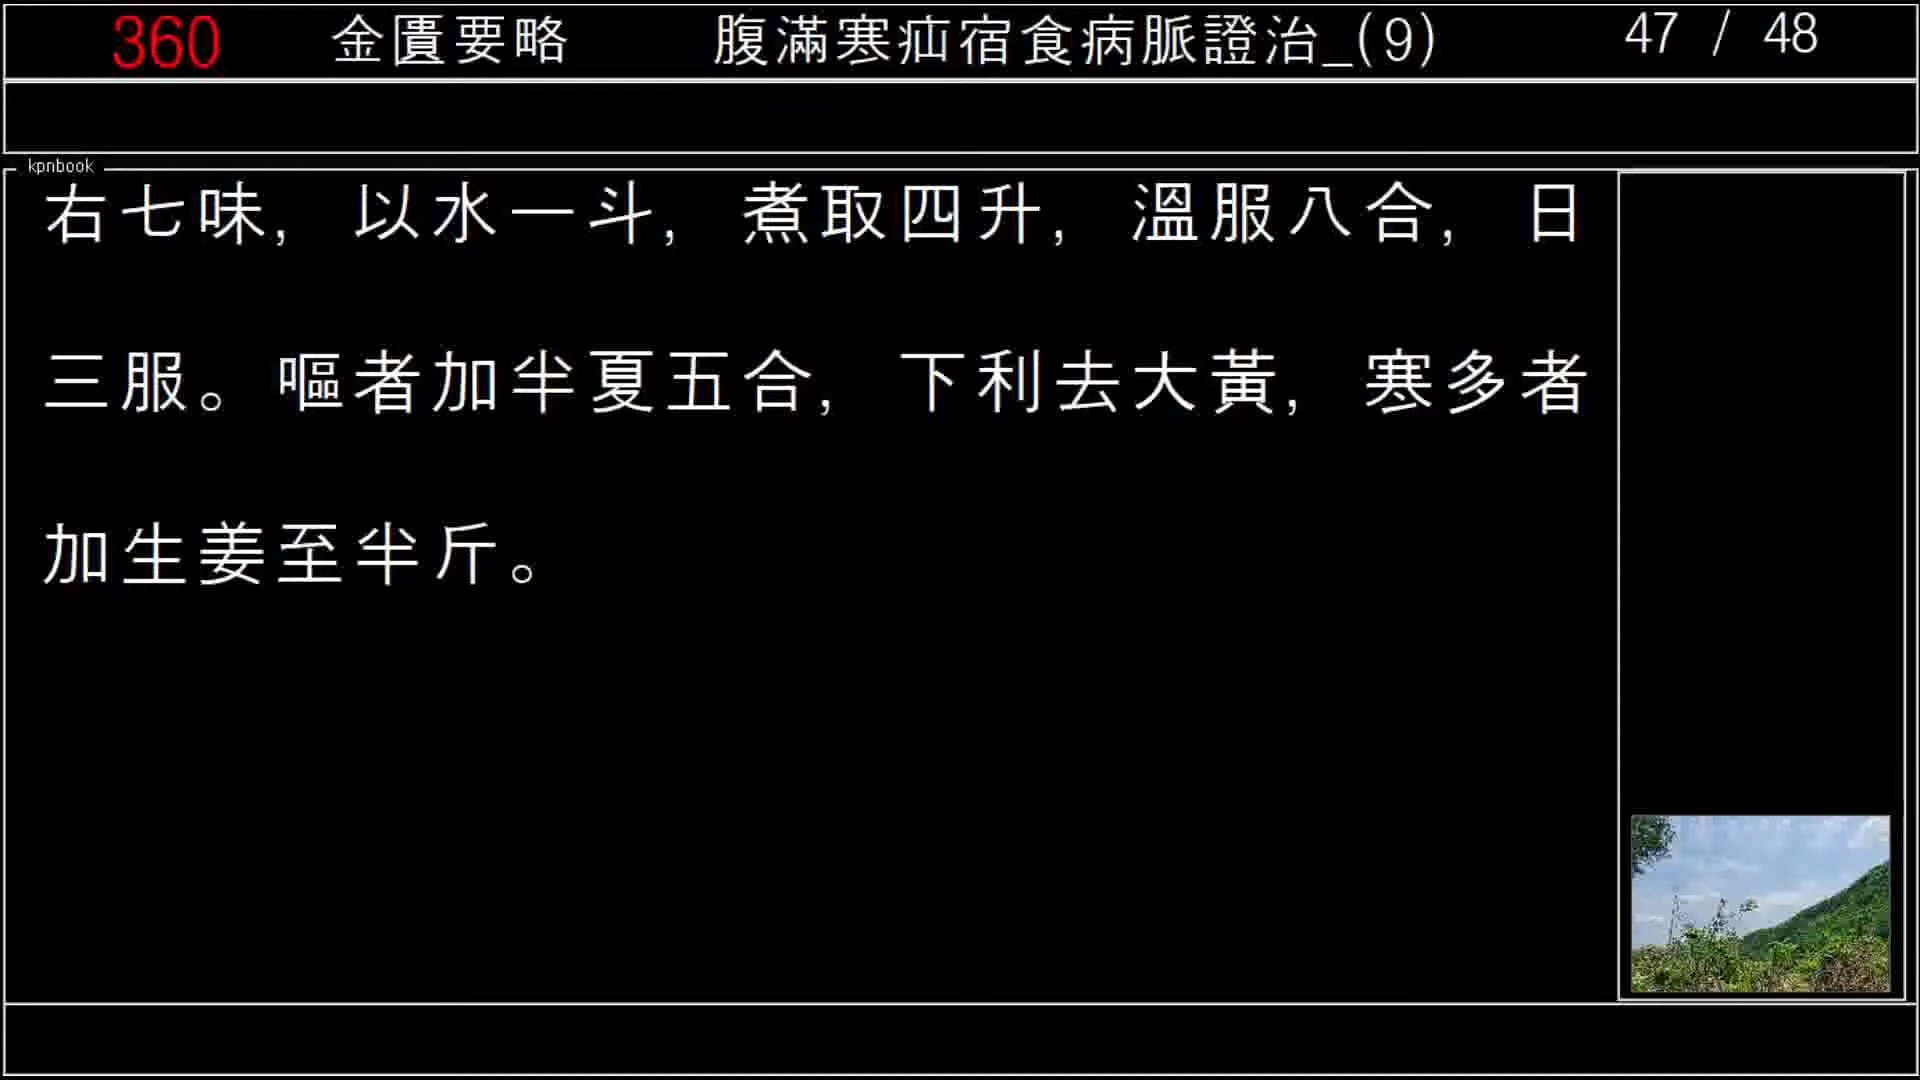 360 金匱要略 腹滿寒疝宿食病脈證治_(9) 47 / 48
kpnbook
右七味, 以水一斗, 煮取四升, 溫服八合, 日
三服。嘔者加半夏五合, 下利去大黃, 寒多者
加生姜至半斤。